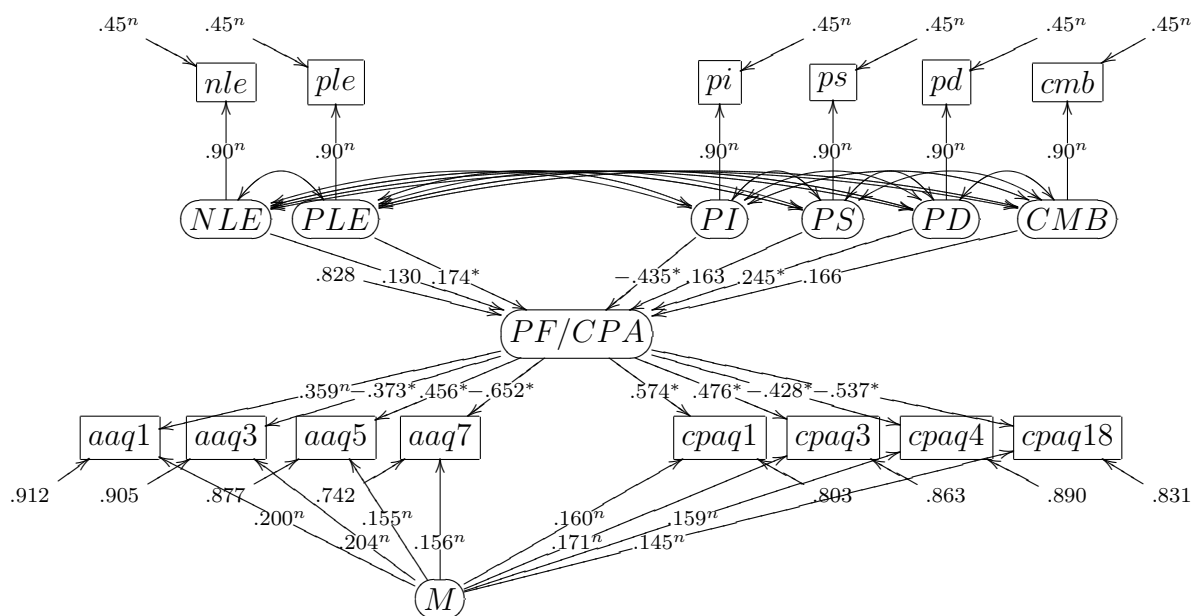 .45ⁿ .45ⁿ .45ⁿ .45ⁿ .45ⁿ .45ⁿ
nle ple pi ps pd cmb
.90ⁿ .90ⁿ .90ⁿ .90ⁿ .90ⁿ .90ⁿ
NLE PLE PI PS PD CMB
.828 .130 .174* −.435* .163 .245* .166
PF/CPA
.359ⁿ −.373* .456* −.652* .574* .476* −.428* −.537*
aaq1 aaq3 aaq5 aaq7 cpaq1 cpaq3 cpaq4 cpaq18
.912 .905 .877 .742 .803 .863 .890 .831
.200ⁿ .155ⁿ .160ⁿ .159ⁿ
.204ⁿ .156ⁿ .171ⁿ .145ⁿ
M